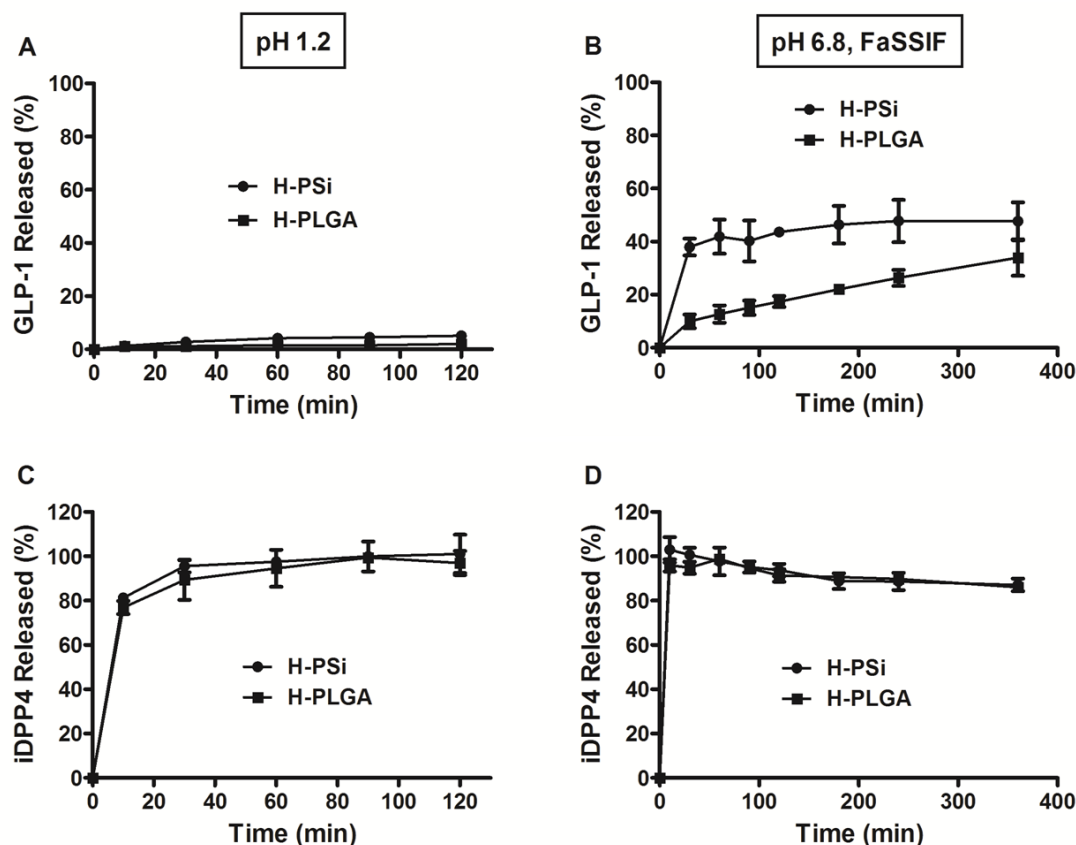 pH 1.2
pH 6.8, FaSSIF
A
GLP-1 Released (%)
100
80
60
40
20
0
H-PSi
H-PLGA
0 20 40 60 80 100 120
Time (min)
B
GLP-1 Released (%)
100
80
60
40
20
0
H-PSi
H-PLGA
0 100 200 300 400
Time (min)
C
iDPP4 Released (%)
120
100
80
60
40
20
0
H-PSi
H-PLGA
0 20 40 60 80 100 120
Time (min)
D
iDPP4 Released (%)
120
100
80
60
40
20
0
H-PSi
H-PLGA
0 100 200 300 400
Time (min)